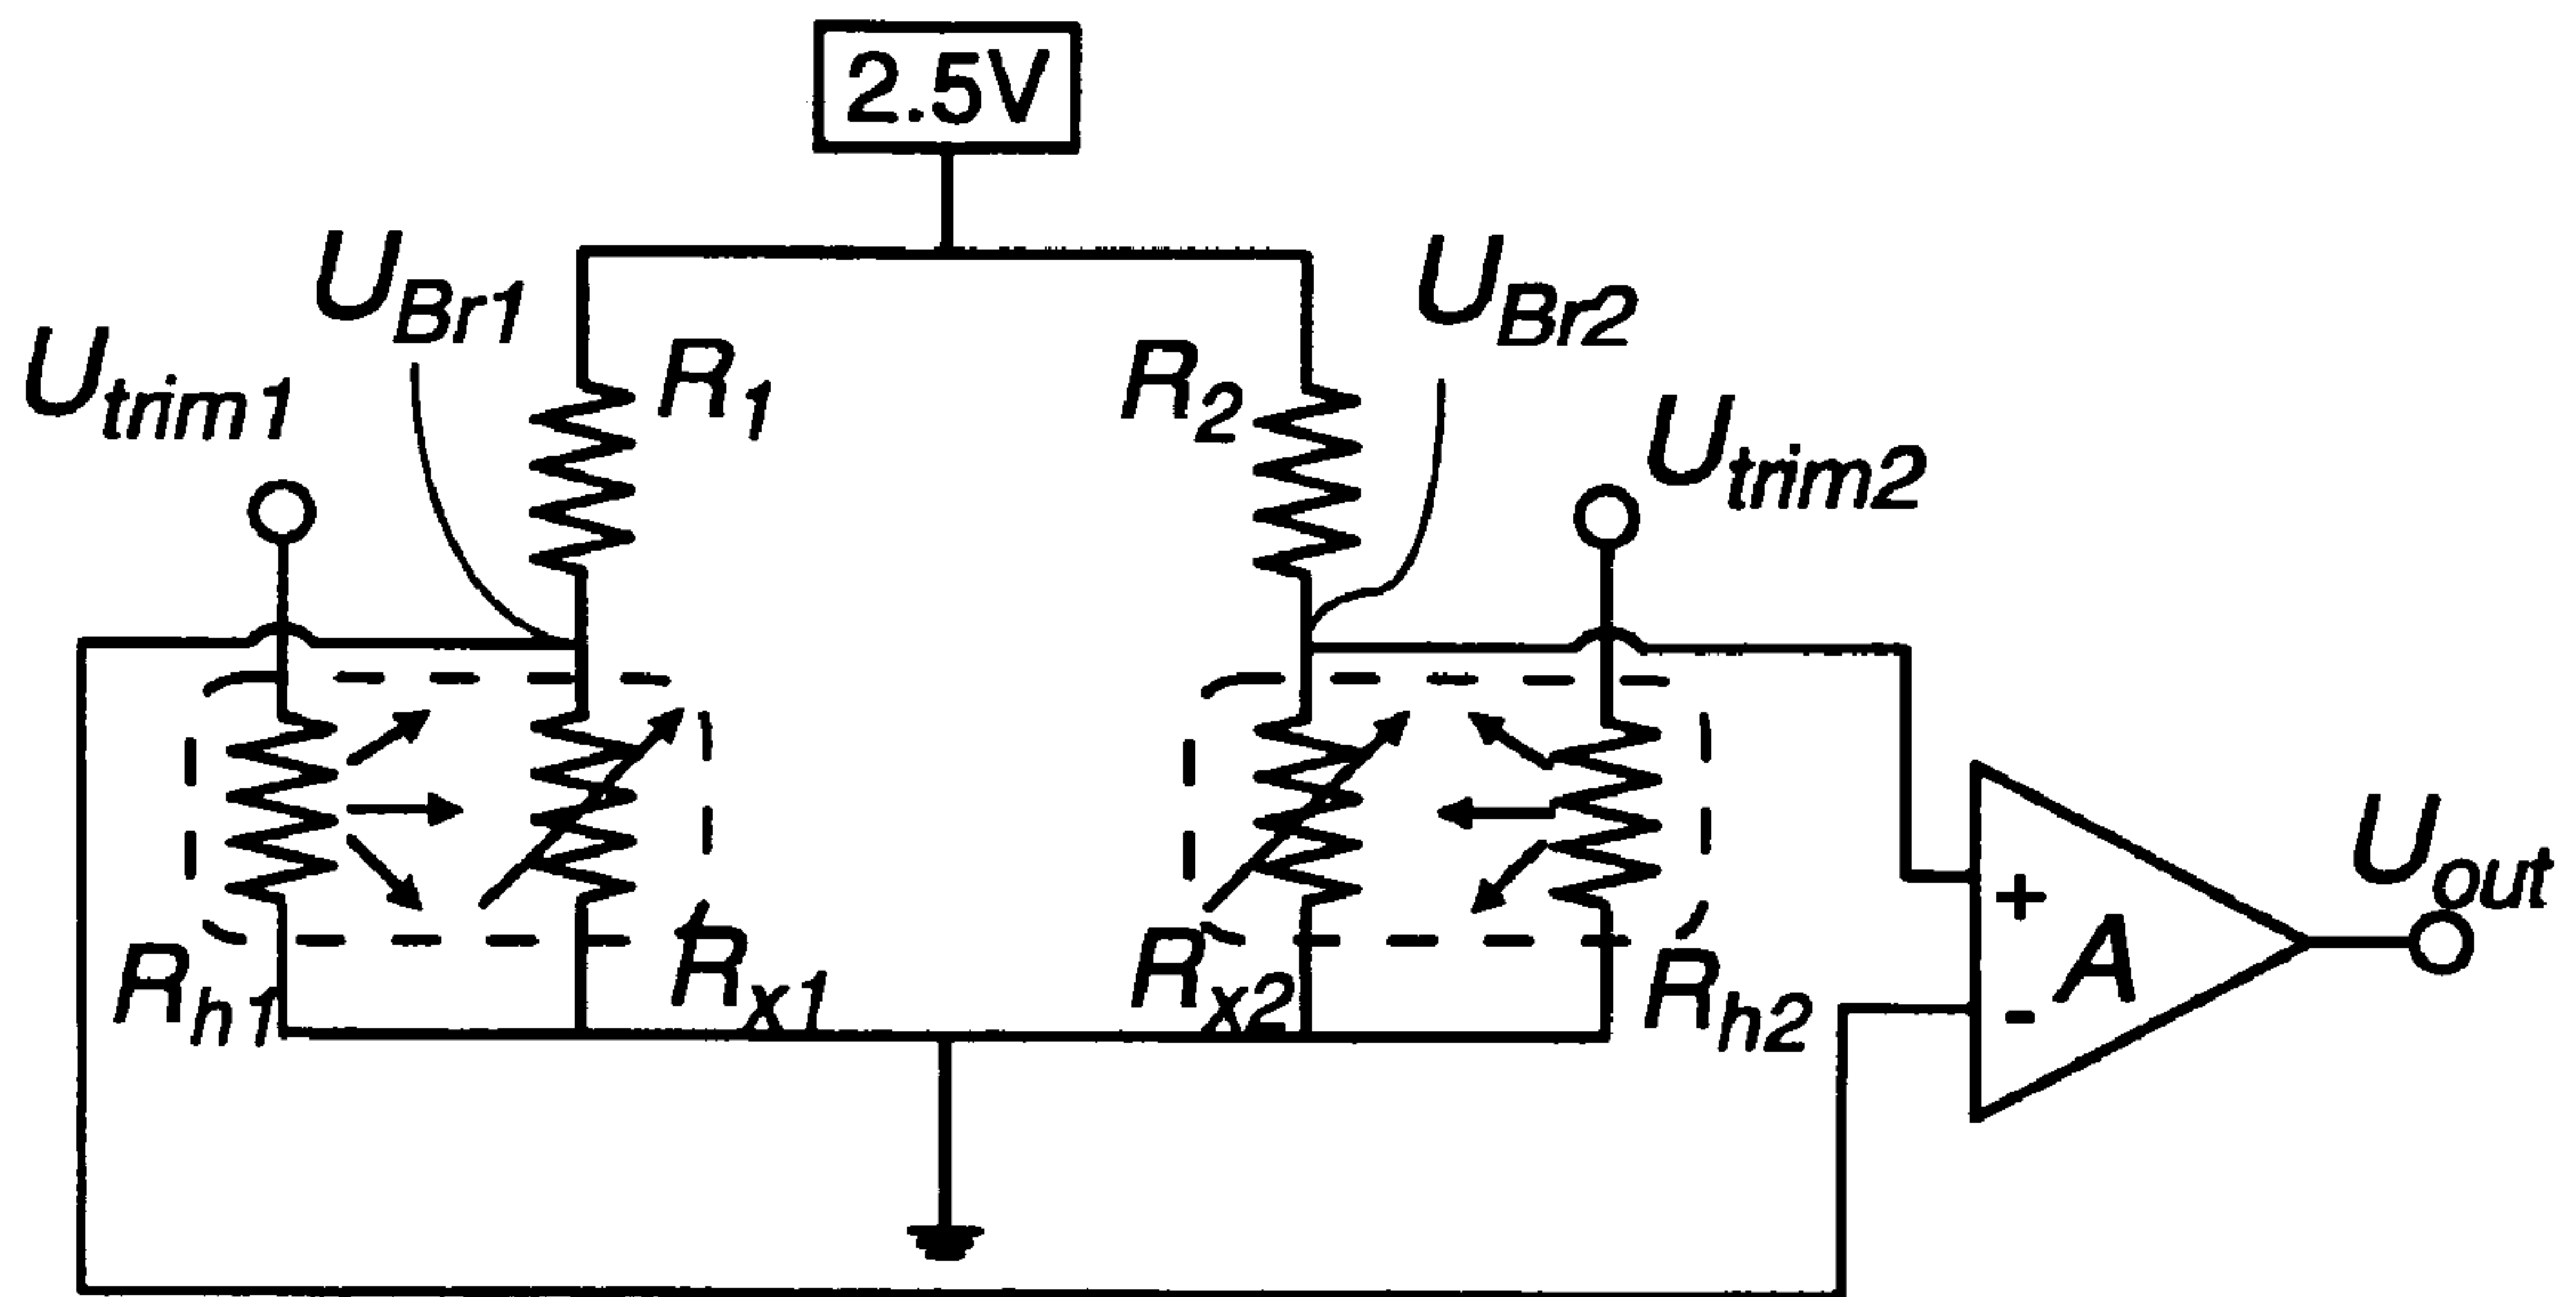 2.5V
U_Br1
U_Br2
U_trim1
R_1
R_2
U_trim2
U_out
+
A
-
R_h1
R_x1
R_x2
R_h2